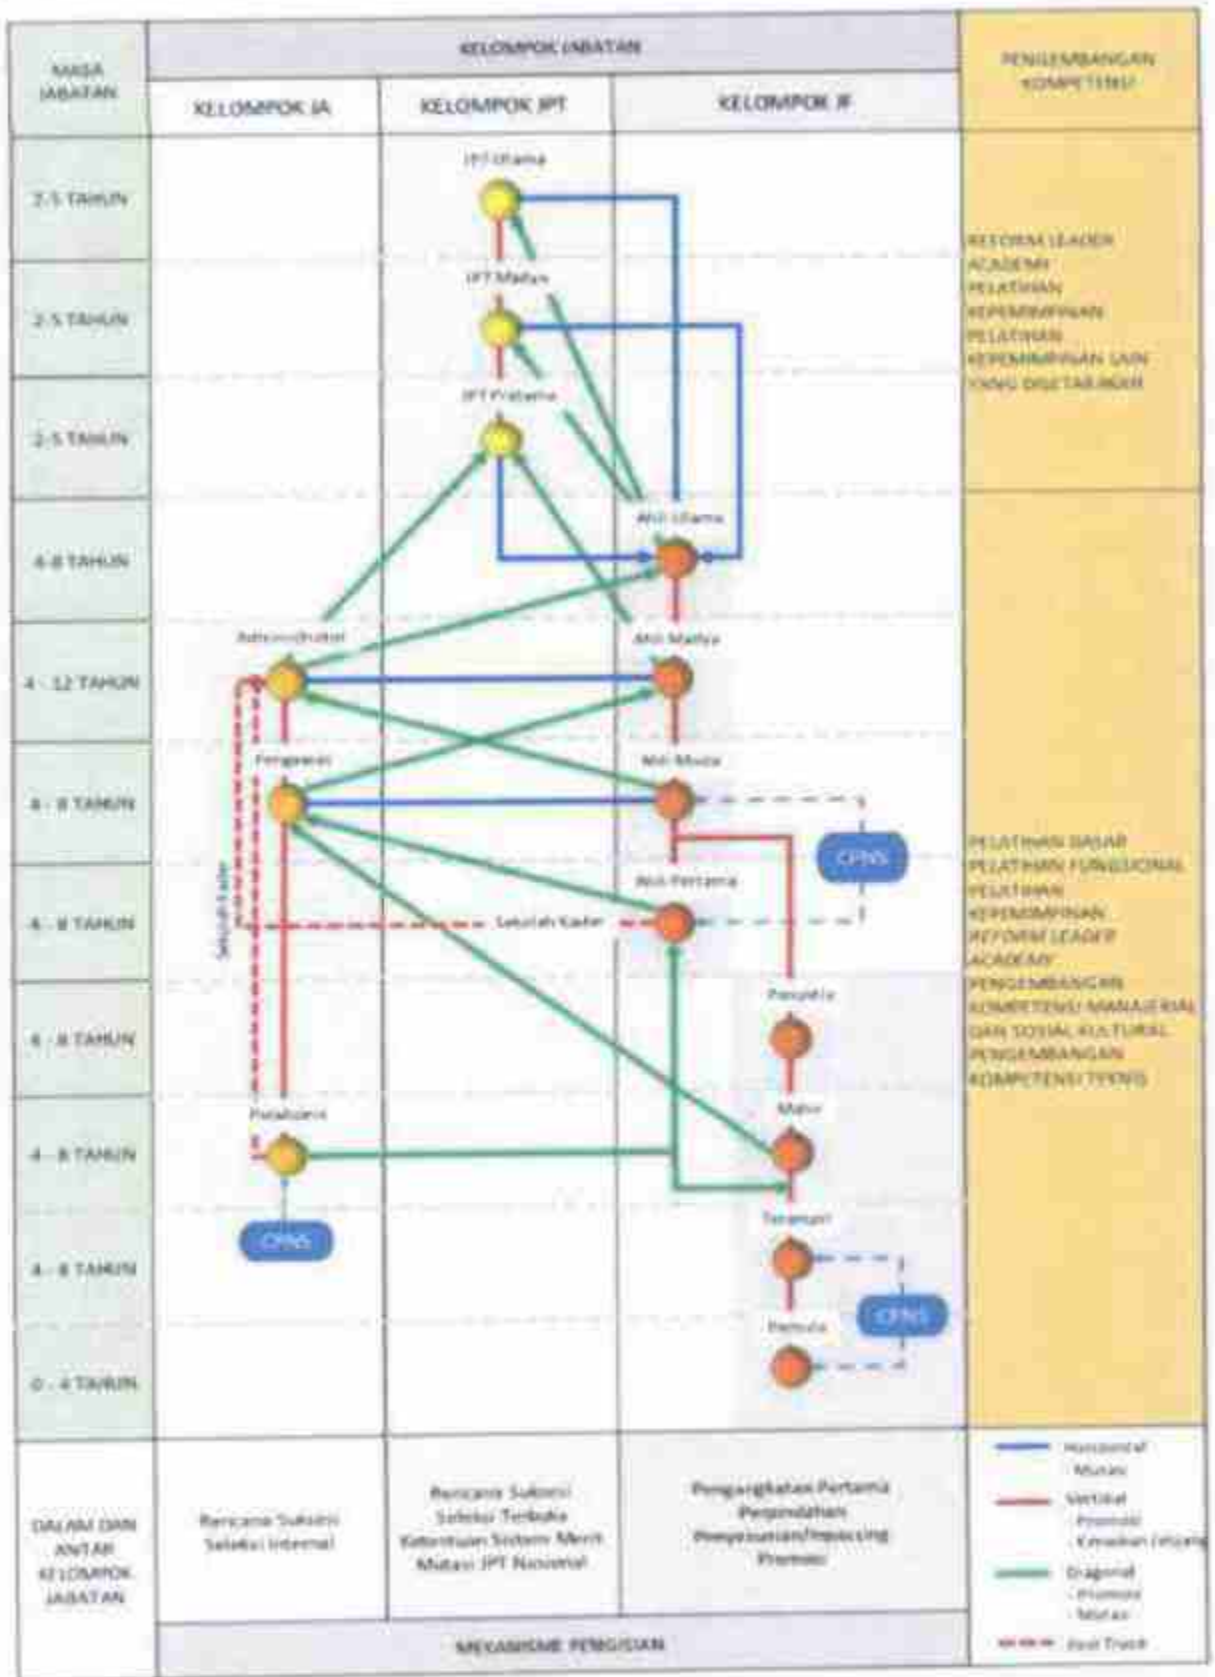 MASA
JABATAN
KELOMPOK JABATAN
PENGEMBANGAN
KOMPETENSI
KELOMPOK JA
KELOMPOK JPT
KELOMPOK JF
2-5 TAHUN
2-5 TAHUN
2-5 TAHUN
4-8 TAHUN
4 - 12 TAHUN
4 - 8 TAHUN
4 - 8 TAHUN
4 - 8 TAHUN
4 - 8 TAHUN
0 - 4 TAHUN
JPT Utama
JPT Madya
JPT Pratama
Ahli Utama
Administrator
Ahli Madya
Pengawas
Ahli Muda
CPNS
Ahli Pertama
Sekolah Kader
Sekolah Kader
Penyelia
Mahir
Pelaksana
CPNS
Terampil
CPNS
Pemula
REFORM LEADER
ACADEMY
PELATIHAN
KEPEMIMPINAN
PELATIHAN
KEPEMIMPINAN LAIN
YANG
PELATIHAN DASAR
PELATIHAN FUNGSIONAL
PELATIHAN
KEPEMIMPINAN
REFORM LEADER
ACADEMY
PENGEMBANGAN
KOMPETENSI MANAJERIAL
DAN SOSIAL KULTURAL
PENGEMBANGAN
KOMPETENSI TEKNIS
DALAM DAN
ANTAR
KELOMPOK
JABATAN
Rencana Suksesi
Seleksi Internal
Rencana Suksesi
Seleksi Terbuka
Ketentuan Sistem Merit
Mutasi JPT Nasional
Pengangkatan Pertama
Perpindahan
Penyesuaian/Inpassing
Promosi
MEKANISME PENGISIAN
Horizontal
- Mutasi
Vertikal
- Promosi
- Kenaikan Jenjang
Diagonal
- Promosi
- Mutasi
Fast Track